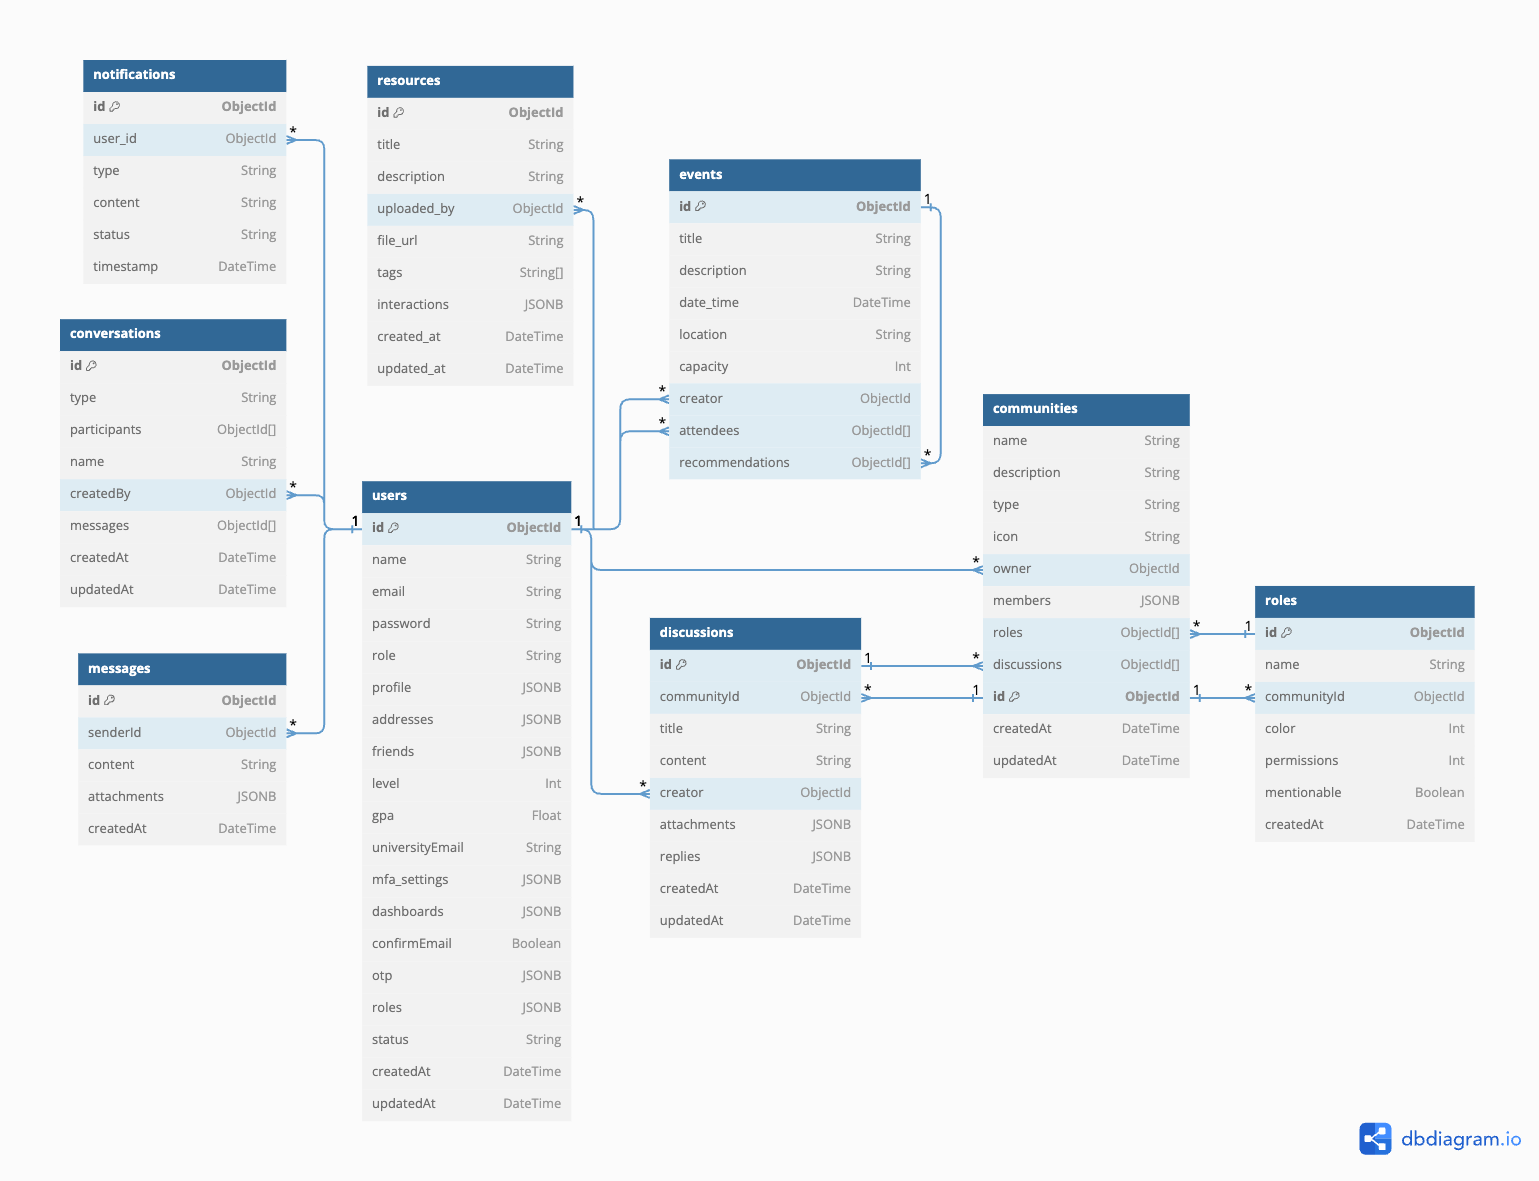 notifications
id ObjectId
user_id ObjectId
type String
content String
status String
timestamp DateTime
*
resources
id ObjectId
title String
description String
uploaded_by ObjectId
file_url String
tags String[]
interactions JSONB
created_at DateTime
updated_at DateTime
*
events
id ObjectId
title String
description String
date_time DateTime
location String
capacity Int
creator ObjectId
attendees ObjectId[]
recommendations ObjectId[]
1
*
*
*
conversations
id ObjectId
type String
participants ObjectId[]
name String
createdBy ObjectId
messages ObjectId[]
createdAt DateTime
updatedAt DateTime
*
messages
id ObjectId
senderId ObjectId
content String
attachments JSONB
createdAt DateTime
*
users
1 id ObjectId 1
name String
email String
password String
role String
profile JSONB
addresses JSONB
friends JSONB
level Int
gpa Float
universityEmail String
mfa_settings JSONB
dashboards JSONB
confirmEmail Boolean
otp JSONB
roles JSONB
status String
createdAt DateTime
updatedAt DateTime
discussions
id ObjectId 1
communityId ObjectId *
title String
content String
* creator ObjectId
attachments JSONB
replies JSONB
createdAt DateTime
updatedAt DateTime
communities
name String
description String
type String
icon String
* owner ObjectId
members JSONB
roles ObjectId[] *
* discussions ObjectId[]
1 id ObjectId 1
createdAt DateTime
updatedAt DateTime
roles
1 id ObjectId
name String
* communityId ObjectId
color Int
permissions Int
mentionable Boolean
createdAt DateTime
dbdiagram.io